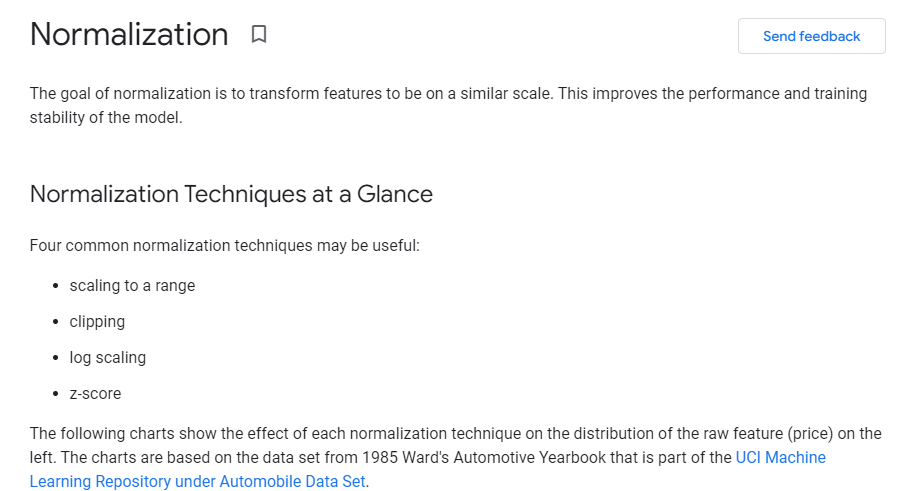 Normalization
Send feedback
The goal of normalization is to transform features to be on a similar scale. This improves the performance and training
stability of the model.
Normalization Techniques at a Glance
Four common normalization techniques may be useful:
• scaling to a range
• clipping
• log scaling
• z-score
The following charts show the effect of each normalization technique on the distribution of the raw feature (price) on the
left. The charts are based on the data set from 1985 Ward's Automotive Yearbook that is part of the UCI Machine
Learning Repository under Automobile Data Set.